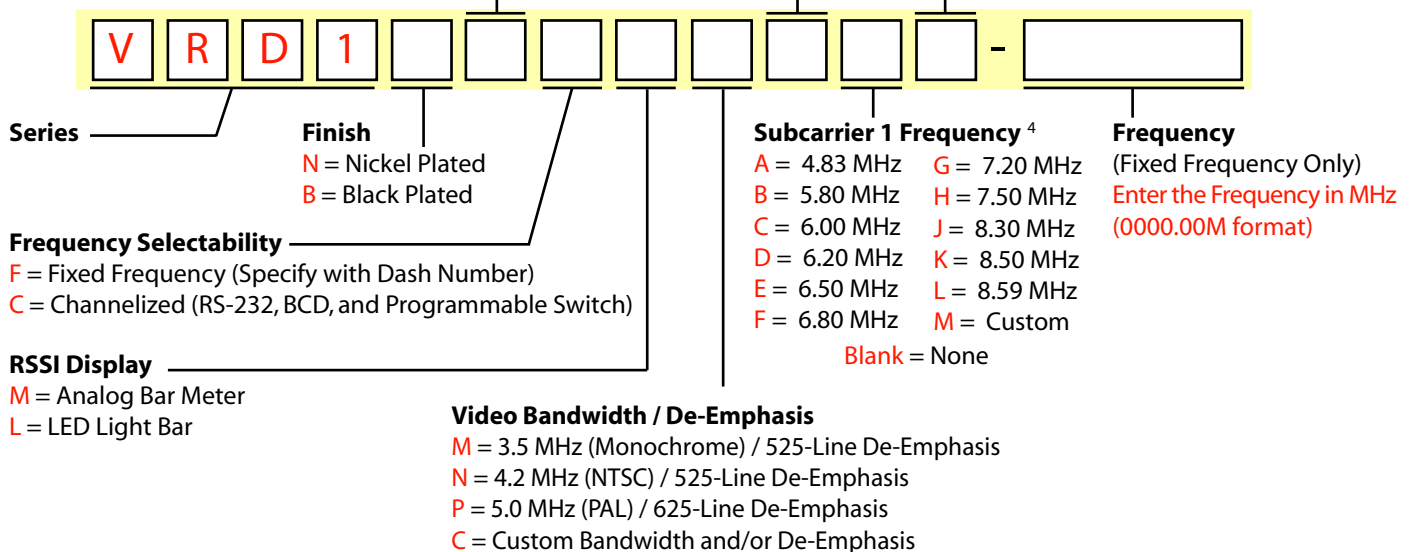 V R D 1 -
Series
Finish
N = Nickel Plated
B = Black Plated
Frequency Selectability
F = Fixed Frequency (Specify with Dash Number)
C = Channelized (RS-232, BCD, and Programmable Switch)
RSSI Display
M = Analog Bar Meter
L = LED Light Bar
Video Bandwidth / De-Emphasis
M = 3.5 MHz (Monochrome) / 525-Line De-Emphasis
N = 4.2 MHz (NTSC) / 525-Line De-Emphasis
P = 5.0 MHz (PAL) / 625-Line De-Emphasis
C = Custom Bandwidth and/or De-Emphasis
Subcarrier 1 Frequency 4
A = 4.83 MHz
B = 5.80 MHz
C = 6.00 MHz
D = 6.20 MHz
E = 6.50 MHz
F = 6.80 MHz
G = 7.20 MHz
H = 7.50 MHz
J = 8.30 MHz
K = 8.50 MHz
L = 8.59 MHz
M = Custom
Blank = None
Frequency
(Fixed Frequency Only)
Enter the Frequency in MHz
(0000.00M format)